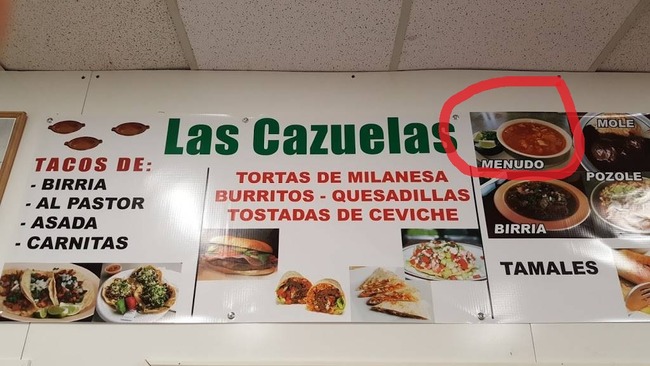 Las Cazuelas
TACOS DE:
- BIRRIA
- AL PASTOR
- ASADA
- CARNITAS
TORTAS DE MILANESA
BURRITOS - QUESADILLAS
TOSTADAS DE CEVICHE
MENUDO
MOLE
BIRRIA
POZOLE
TAMALES